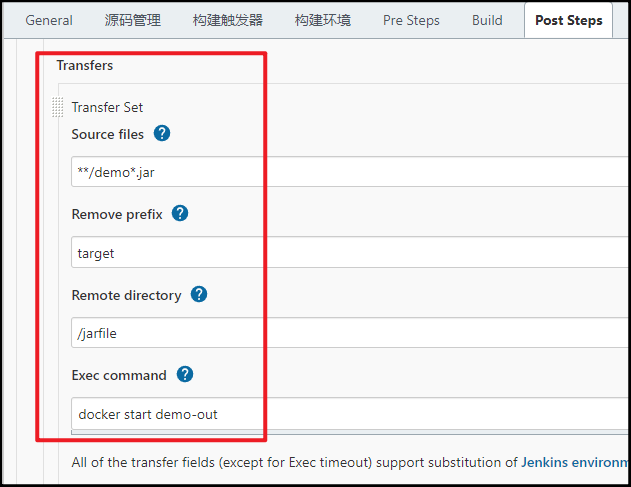 General 源码管理 构建触发器 构建环境 Pre Steps Build Post Steps
Transfers
Transfer Set
Source files ?
**/demo*.jar
Remove prefix ?
target
Remote directory ?
/jarfile
Exec command ?
docker start demo-out
All of the transfer fields (except for Exec timeout) support substitution of Jenkins environm